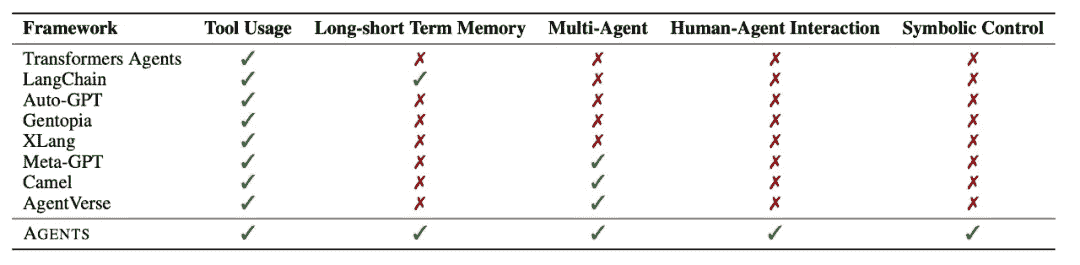 Framework Tool Usage Long-short Term Memory Multi-Agent Human-Agent Interaction Symbolic Control
Transformers Agents ✓ ✗ ✗ ✗ ✗
LangChain ✓ ✓ ✗ ✗ ✗
Auto-GPT ✓ ✗ ✗ ✗ ✗
Gentopia ✓ ✗ ✗ ✗ ✗
XLang ✓ ✗ ✗ ✗ ✗
Meta-GPT ✓ ✗ ✓ ✗ ✗
Camel ✓ ✗ ✓ ✗ ✗
AgentVerse ✓ ✗ ✓ ✗ ✗
AGENTS ✓ ✓ ✓ ✓ ✓